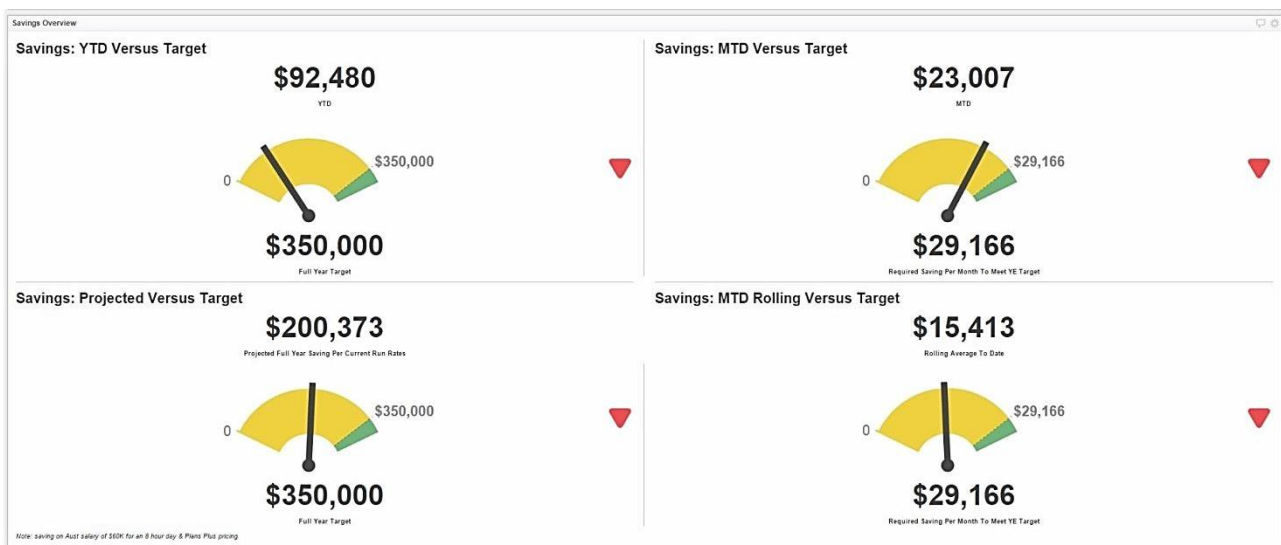 Savings Overview
Savings: YTD Versus Target
$92,480
YTD
0
$350,000
$350,000
Full Year Target
Savings: MTD Versus Target
$23,007
MTD
0
$29,166
$29,166
Required Saving Per Month To Meet YE Target
Savings: Projected Versus Target
$200,373
Projected Full Year Saving Per Current Run Rates
0
$350,000
$350,000
Full Year Target
Savings: MTD Rolling Versus Target
$15,413
Rolling Average To Date
0
$29,166
$29,166
Required Saving Per Month To Meet YE Target
Note: saving on Aust salary of $60K for an 8 hour day & Plans Plus pricing